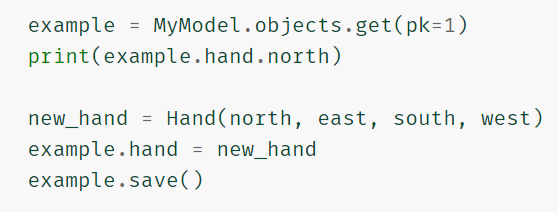 example = MyModel.objects.get(pk=1)
print(example.hand.north)
new_hand = Hand(north, east, south, west)
example.hand = new_hand
example.save()